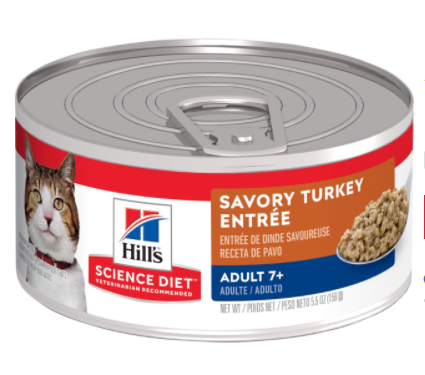 SAVORY TURKEY
ENTRÉE
ENTRÉE DE DINDE SAVOUREUSE
RECETA DE PAVO
Hill's
SCIENCE DIET
VETERINARIAN RECOMMENDED
ADULT 7+
ADULTE / ADULTO
NET WT / POIDS NET / PESO NETO 5.5 OZ (156 g)